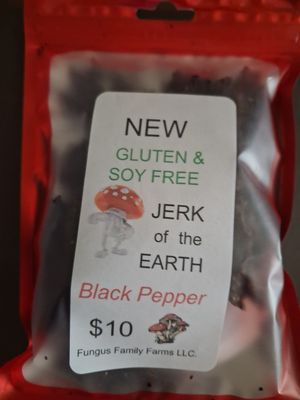 NEW
GLUTEN &
SOY FREE
JERK
of the
EARTH
Black Pepper
$10
Fungus Family Farms LLC.